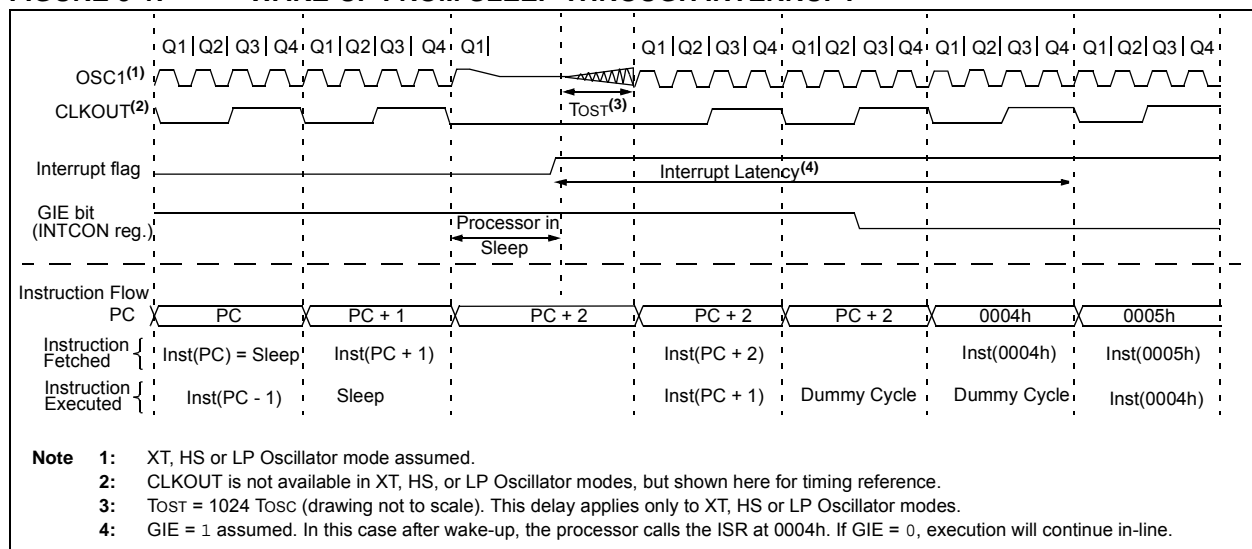 Q1 Q2 Q3 Q4 Q1 Q2 Q3 Q4 Q1 Q1 Q2 Q3 Q4 Q1 Q2 Q3 Q4 Q1 Q2 Q3 Q4 Q1 Q2 Q3 Q4
OSC1(1)
TOST(3)
CLKOUT(2)
Interrupt flag
Interrupt Latency(4)
GIE bit
(INTCON reg.)
Processor in
Sleep
Instruction Flow
PC PC PC + 1 PC + 2 PC + 2 PC + 2 0004h 0005h
Instruction
Fetched Inst(PC) = Sleep Inst(PC + 1) Inst(PC + 2) Inst(0004h) Inst(0005h)
Instruction
Executed Inst(PC - 1) Sleep Inst(PC + 1) Dummy Cycle Dummy Cycle Inst(0004h)
Note 1: XT, HS or LP Oscillator mode assumed.
2: CLKOUT is not available in XT, HS, or LP Oscillator modes, but shown here for timing reference.
3: TOST = 1024 TOSC (drawing not to scale). This delay applies only to XT, HS or LP Oscillator modes.
4: GIE = 1 assumed. In this case after wake-up, the processor calls the ISR at 0004h. If GIE = 0, execution will continue in-line.